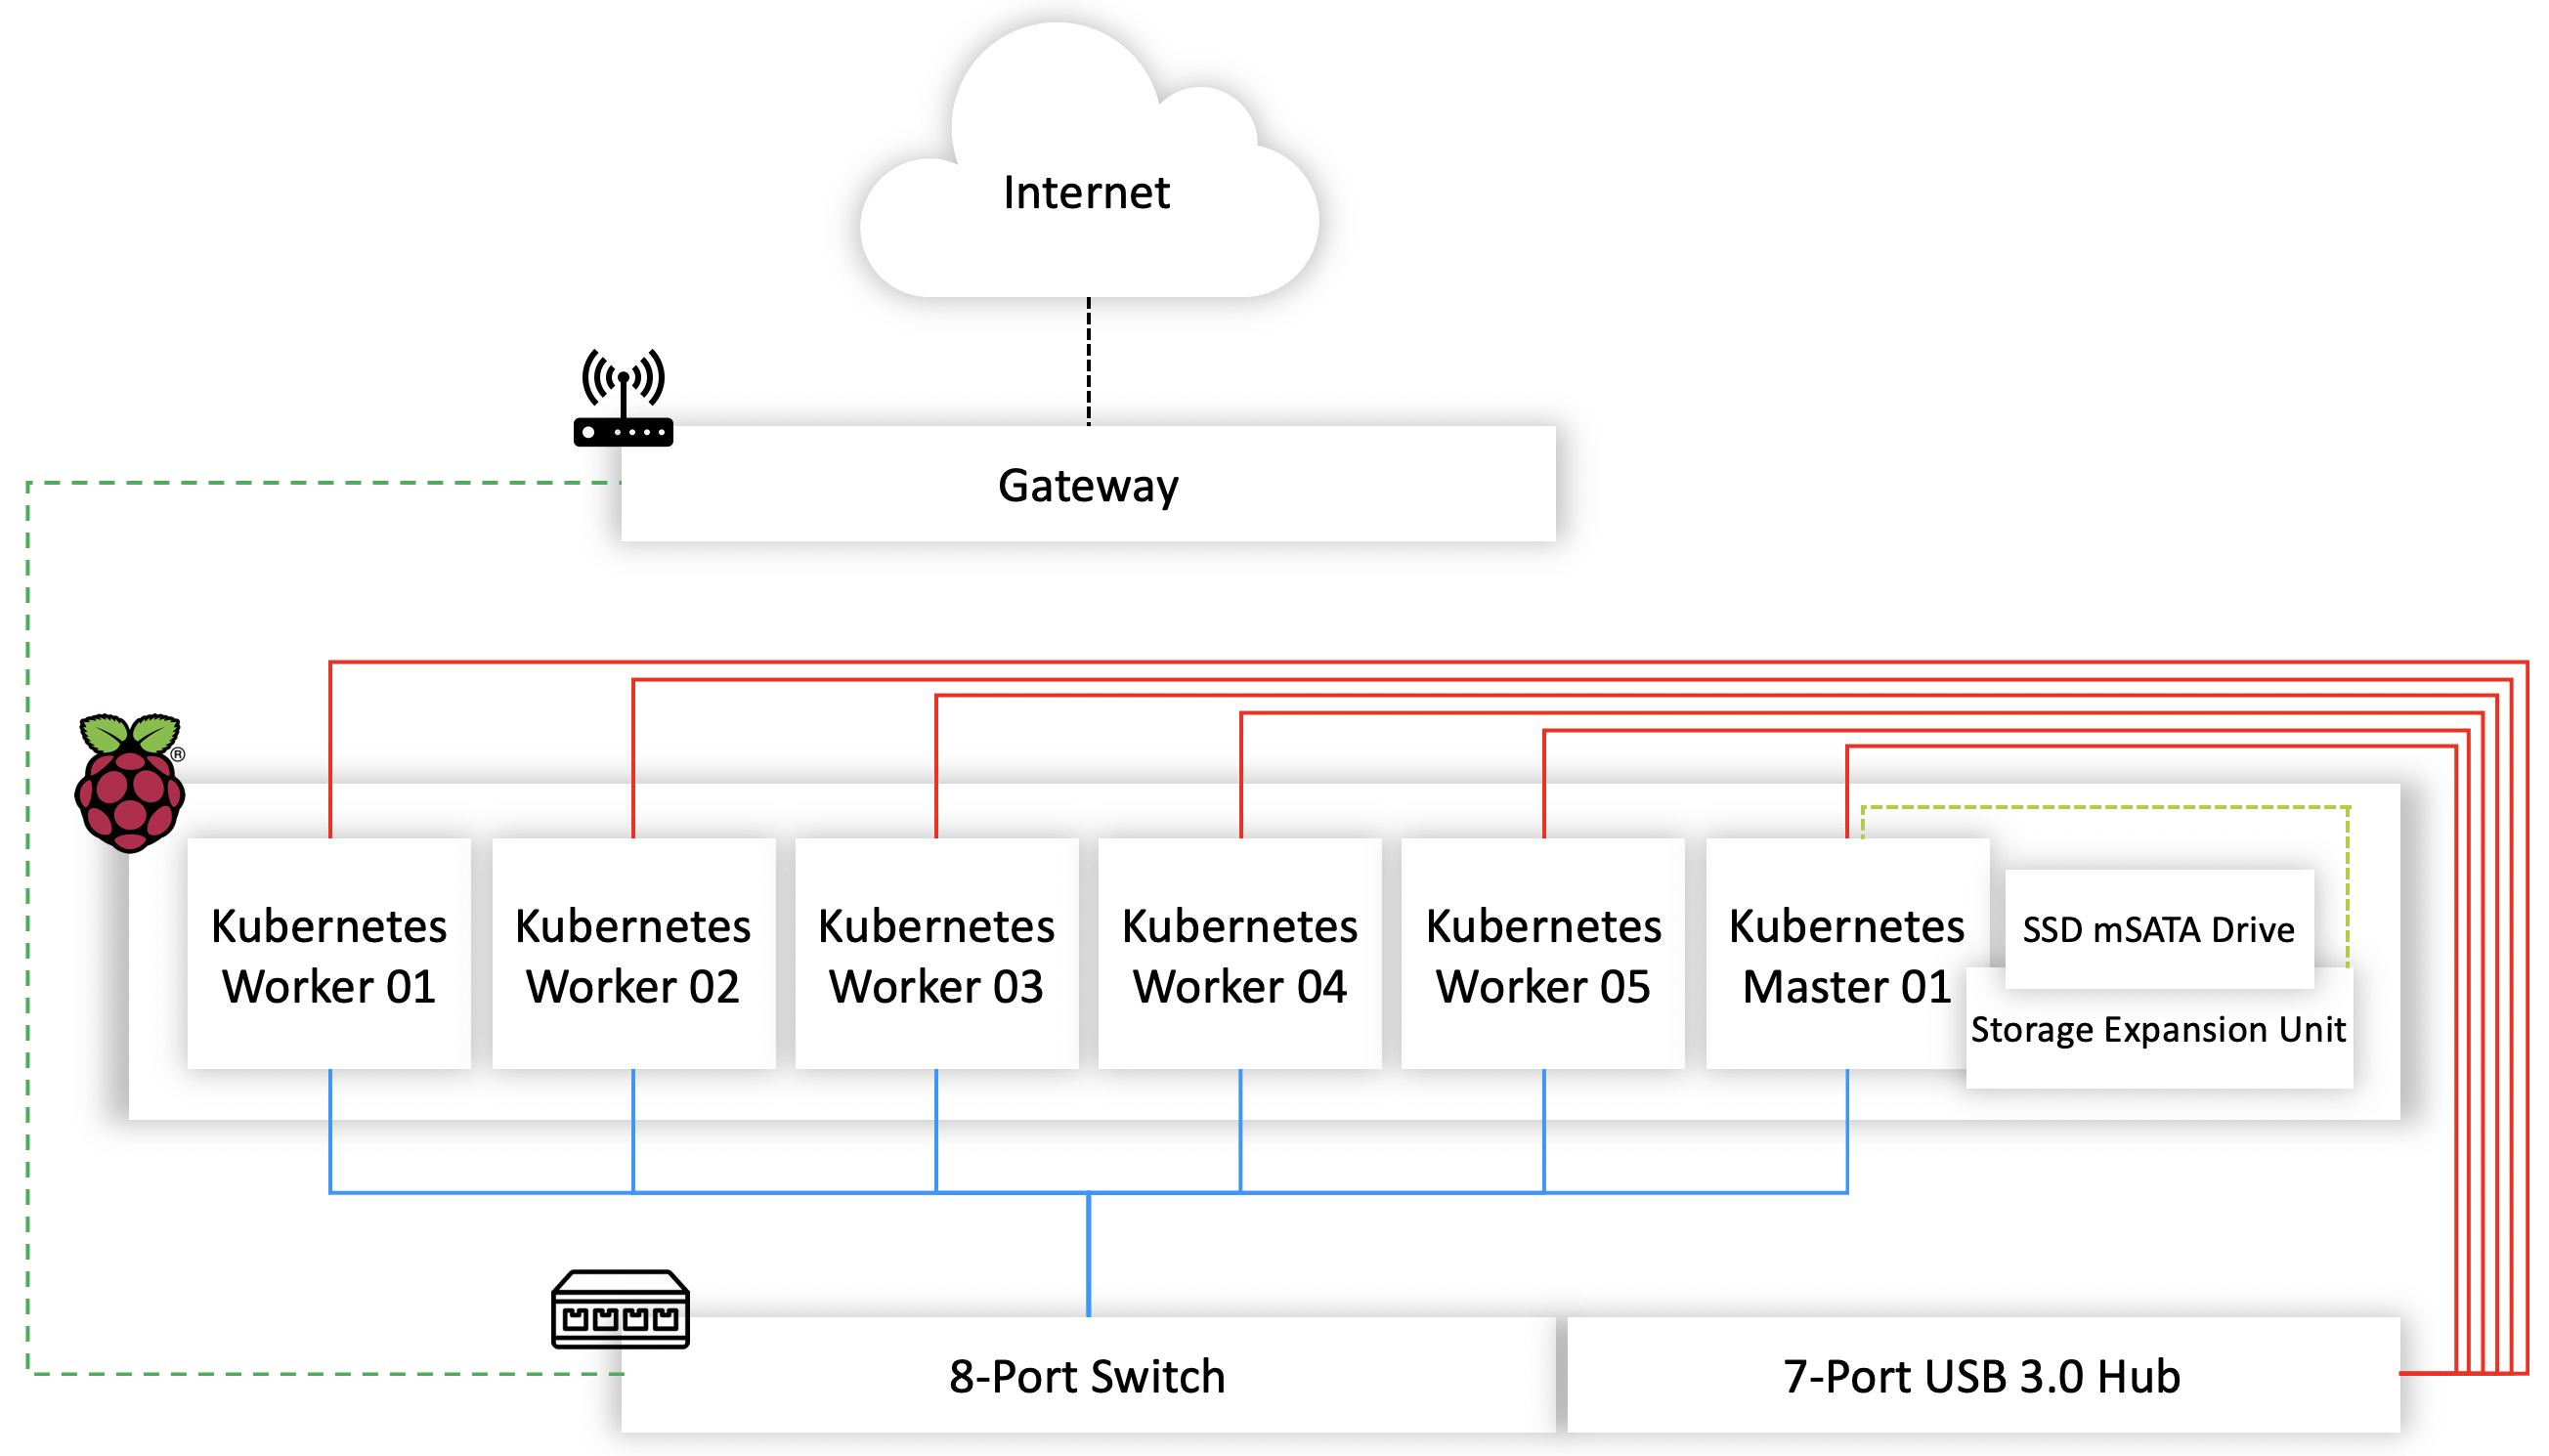 Internet
Gateway
®
Kubernetes
Worker 01
Kubernetes
Worker 02
Kubernetes
Worker 03
Kubernetes
Worker 04
Kubernetes
Worker 05
Kubernetes
Master 01
SSD mSATA Drive
Storage Expansion Unit
8-Port Switch
7-Port USB 3.0 Hub